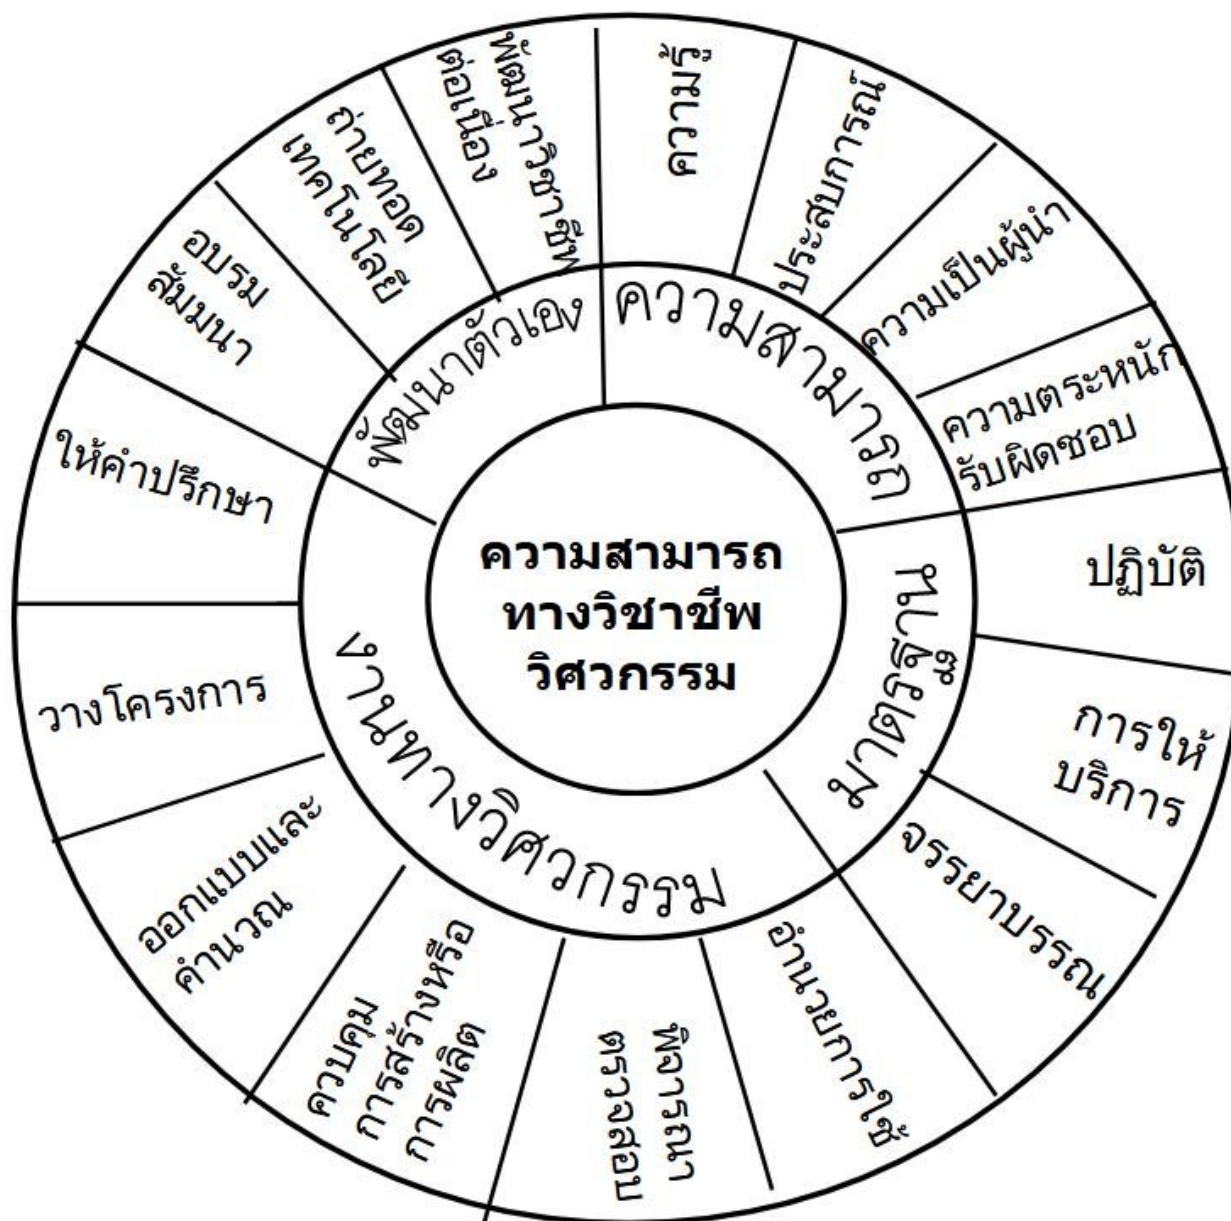 ความสามารถ
ทางวิชาชีพ
วิศวกรรม
ความสามารถ
มาตรฐาน
งานทางวิศวกรรม
พัฒนาตัวเอง
ความรู้
ประสบการณ์
ความเป็นผู้นำ
ความตระหนัก
รับผิดชอบ
ปฏิบัติ
การให้
บริการ
จรรยาบรรณ
อำนวยการใช้
พิจารณา
ตรวจสอบ
ควบคุม
การสร้างหรือ
การผลิต
ออกแบบและ
คำนวณ
วางโครงการ
ให้คำปรึกษา
อบรม
สัมมนา
ถ่ายทอด
เทคโนโลยี
พัฒนาวิชาชีพ
ต่อเนื่อง